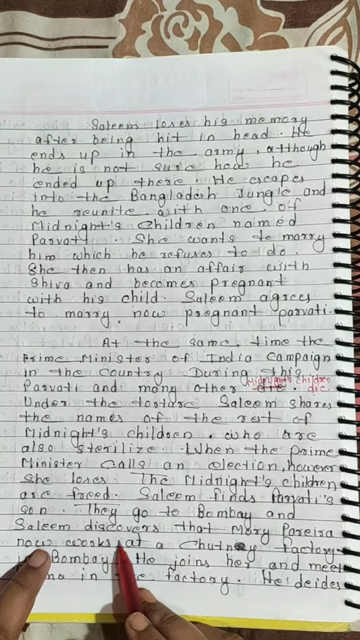 Saleem loses his memory
after being hit in head. He
ends up in the army, although
he is not sure how he
ended up there. He escapes
into the Bangladesh Jungle and
he reunite with one of
Midnight's Children named
Parvati. She wants to marry
him which he refuses to do.
She then has an affair with
Shiva and becomes pregnant
with his child. Saleem agrees
to marry now pregnant parvati.
At the same time the
Prime Minister of India campaign
in the country. During this
Midnight's children
Parvati and many other die.
Under the torture Saleem shares
the names of the rest of
Midnight's children, who are
also sterilize. When the prime
Minister calls an election, however
she loses. The Midnight's children
are freed. Saleem finds Parvati's
son. They go to Bombay and
Saleem discovers that Mary Pareira
now works at a Chutney factory
Bombay. He joins her and meet
in the factory. He deides